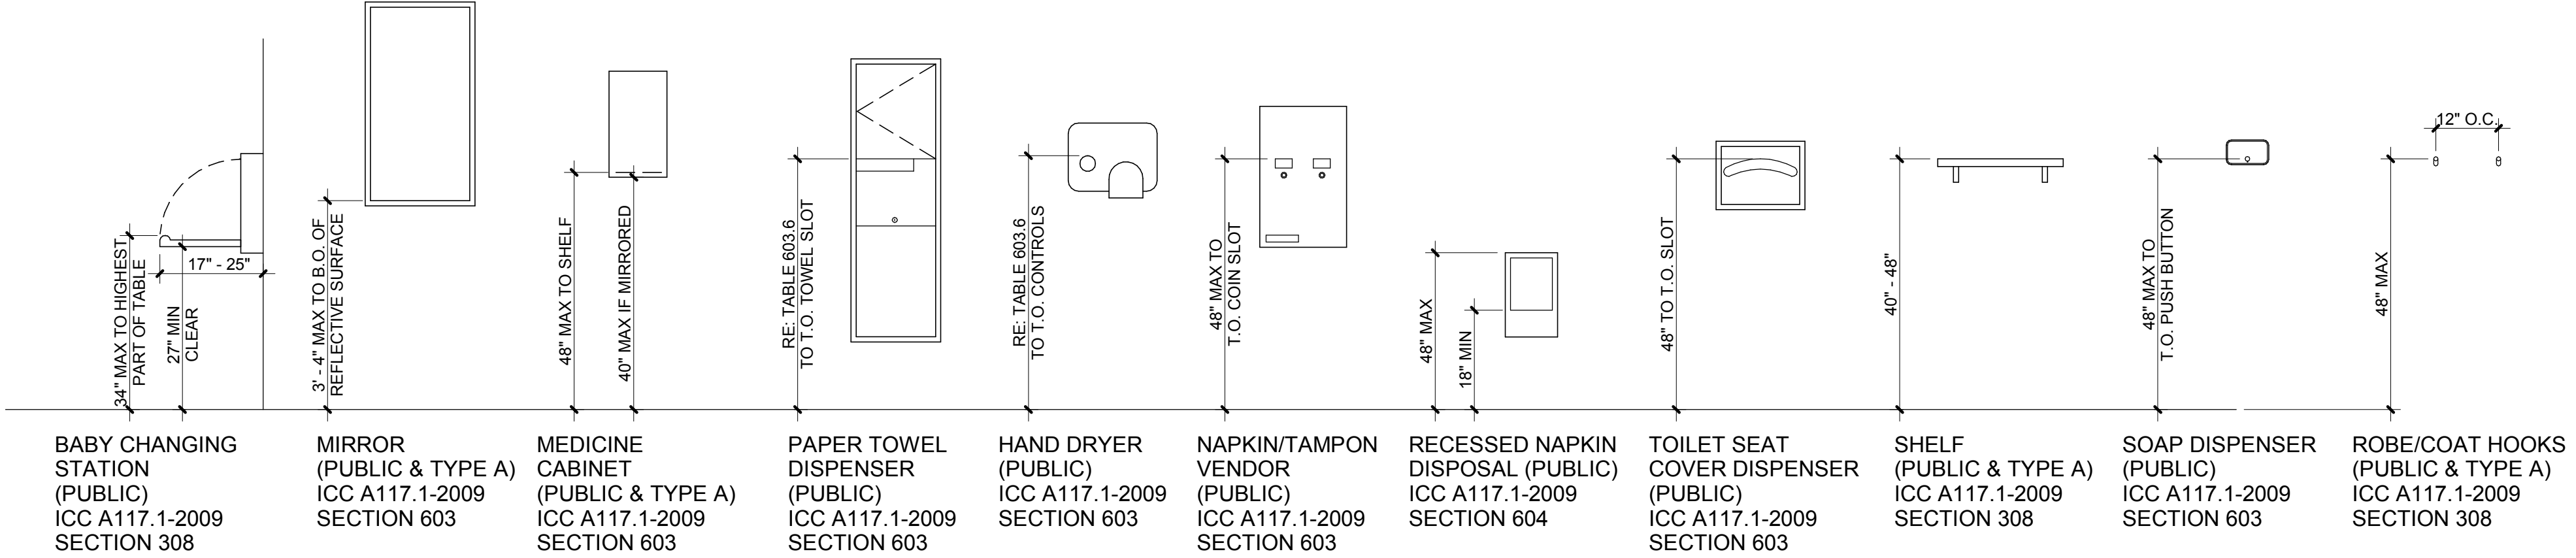 34" MAX TO HIGHEST
PART OF TABLE
27" MIN
CLEAR
17" - 25"
BABY CHANGING
STATION
(PUBLIC)
ICC A117.1-2009
SECTION 308
3' - 4" MAX TO B.O. OF
REFLECTIVE SURFACE
MIRROR
(PUBLIC & TYPE A)
ICC A117.1-2009
SECTION 603
48" MAX TO SHELF
40" MAX IF MIRRORED
MEDICINE
CABINET
(PUBLIC & TYPE A)
ICC A117.1-2009
SECTION 603
RE: TABLE 603.6
TO T.O. TOWEL SLOT
PAPER TOWEL
DISPENSER
(PUBLIC)
ICC A117.1-2009
SECTION 603
RE: TABLE 603.6
TO T.O. CONTROLS
HAND DRYER
(PUBLIC)
ICC A117.1-2009
SECTION 603
48" MAX TO
T.O. COIN SLOT
NAPKIN/TAMPON
VENDOR
(PUBLIC)
ICC A117.1-2009
SECTION 603
48" MAX
18" MIN
RECESSED NAPKIN
DISPOSAL (PUBLIC)
ICC A117.1-2009
SECTION 604
48" TO T.O. SLOT
TOILET SEAT
COVER DISPENSER
(PUBLIC)
ICC A117.1-2009
SECTION 603
40" - 48"
SHELF
(PUBLIC & TYPE A)
ICC A117.1-2009
SECTION 308
48" MAX TO
T.O. PUSH BUTTON
SOAP DISPENSER
(PUBLIC)
ICC A117.1-2009
SECTION 603
12" O.C.
48" MAX
ROBE/COAT HOOKS
(PUBLIC & TYPE A)
ICC A117.1-2009
SECTION 308